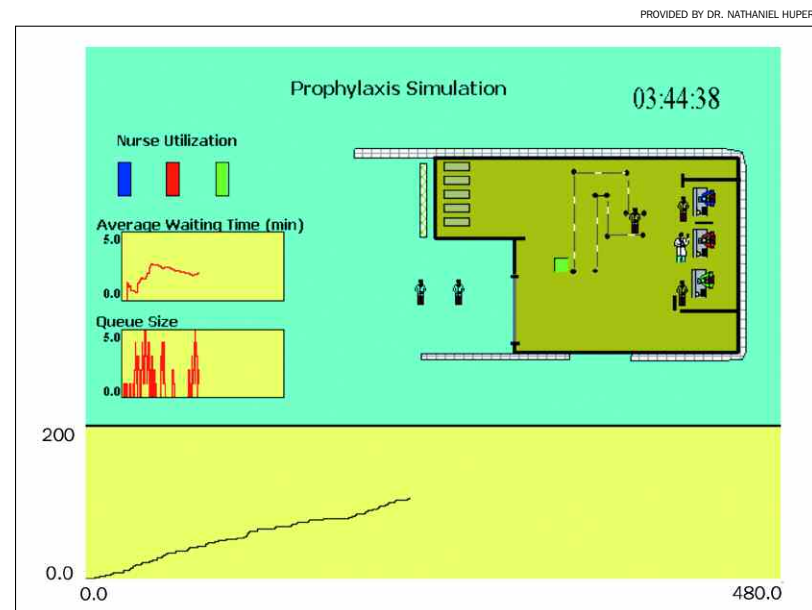 PROVIDED BY DR. NATHANIEL HUPER
Prophylaxis Simulation
03:44:38
Nurse Utilization
Average Waiting Time (min)
5.0
0.0
Queue Size
5.0
0.0
200
0.0
0.0
480.0